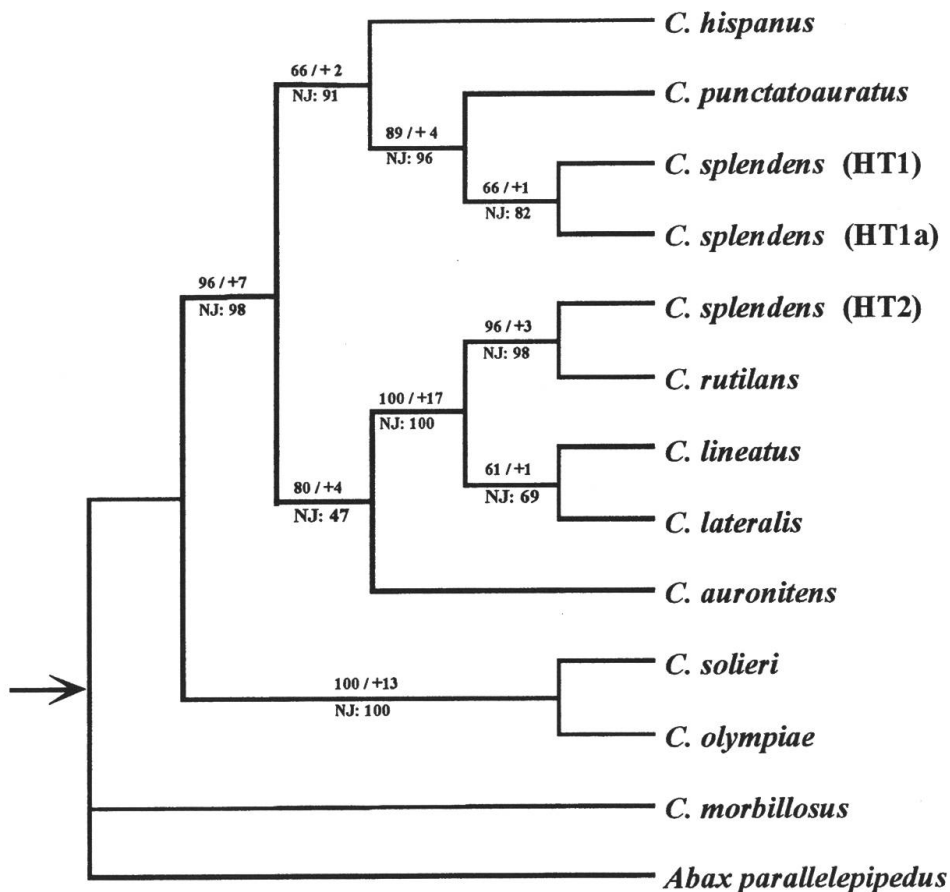 C. hispanus
66 / + 2
NJ: 91
C. punctatoauratus
89 / + 4
NJ: 96
C. splendens (HT1)
66 / +1
NJ: 82
C. splendens (HT1a)
96 / +7
NJ: 98
C. splendens (HT2)
96 / +3
NJ: 98
C. rutilans
100 / +17
NJ: 100
C. lineatus
61 / +1
NJ: 69
80 / +4
NJ: 47
C. lateralis
C. auronitens
C. solieri
100 / +13
NJ: 100
C. olympiae
C. morbillosus
Abax parallelepipedus